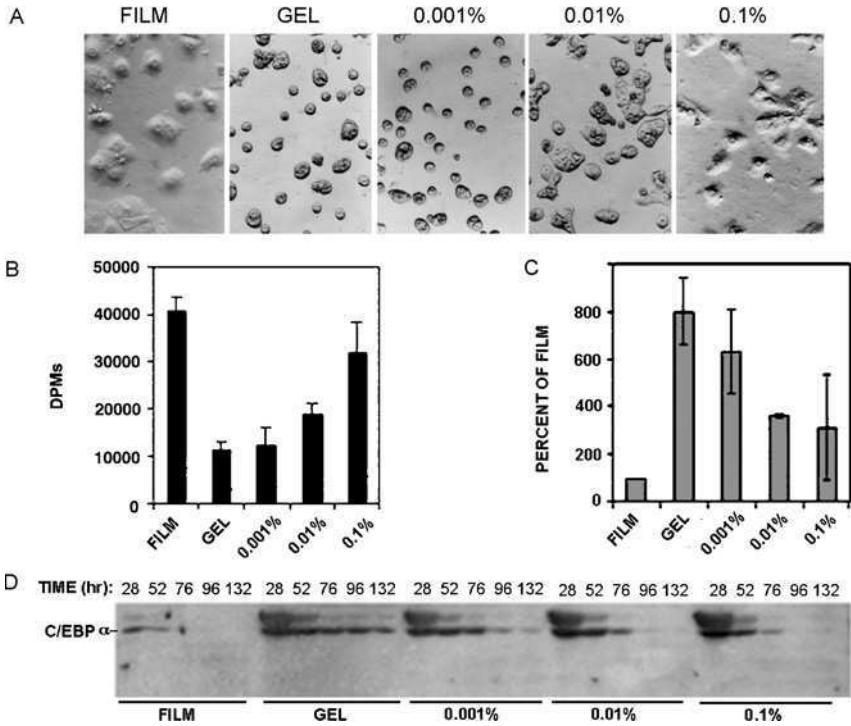 A
FILM GEL 0.001% 0.01% 0.1%
B
50000
40000
30000
20000
10000
0
DPMs
FILM GEL 0.001% 0.01% 0.1%
C
800
600
400
200
0
PERCENT OF FILM
FILM GEL 0.001% 0.01% 0.1%
D
TIME (hr): 28 52 76 96 132 28 52 76 96 132 28 52 76 96 132 28 52 76 96 132 28 52 76 96 132
C/EBP α
FILM GEL 0.001% 0.01% 0.1%